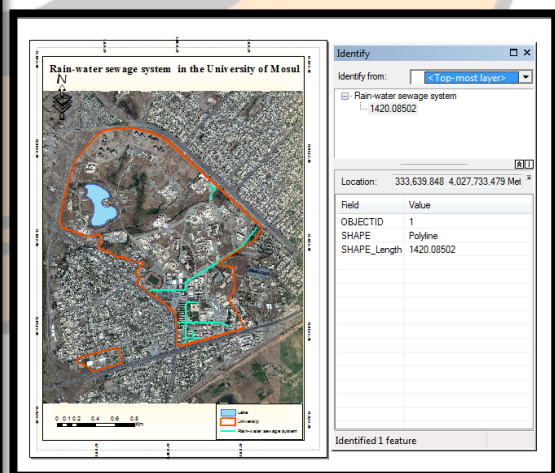 Rain-water sewage system in the University of Mosul
N
0 0.1 0.2 0.4 0.6 0.8
Km
Lake
University
Rain-water sewage system
Identify
Identify from: <Top-most layer>
Rain-water sewage system
1420.08502
Location: 333,639.848 4,027,733.479 Met
Field Value
OBJECTID 1
SHAPE Polyline
SHAPE_Length 1420.08502
Identified 1 feature